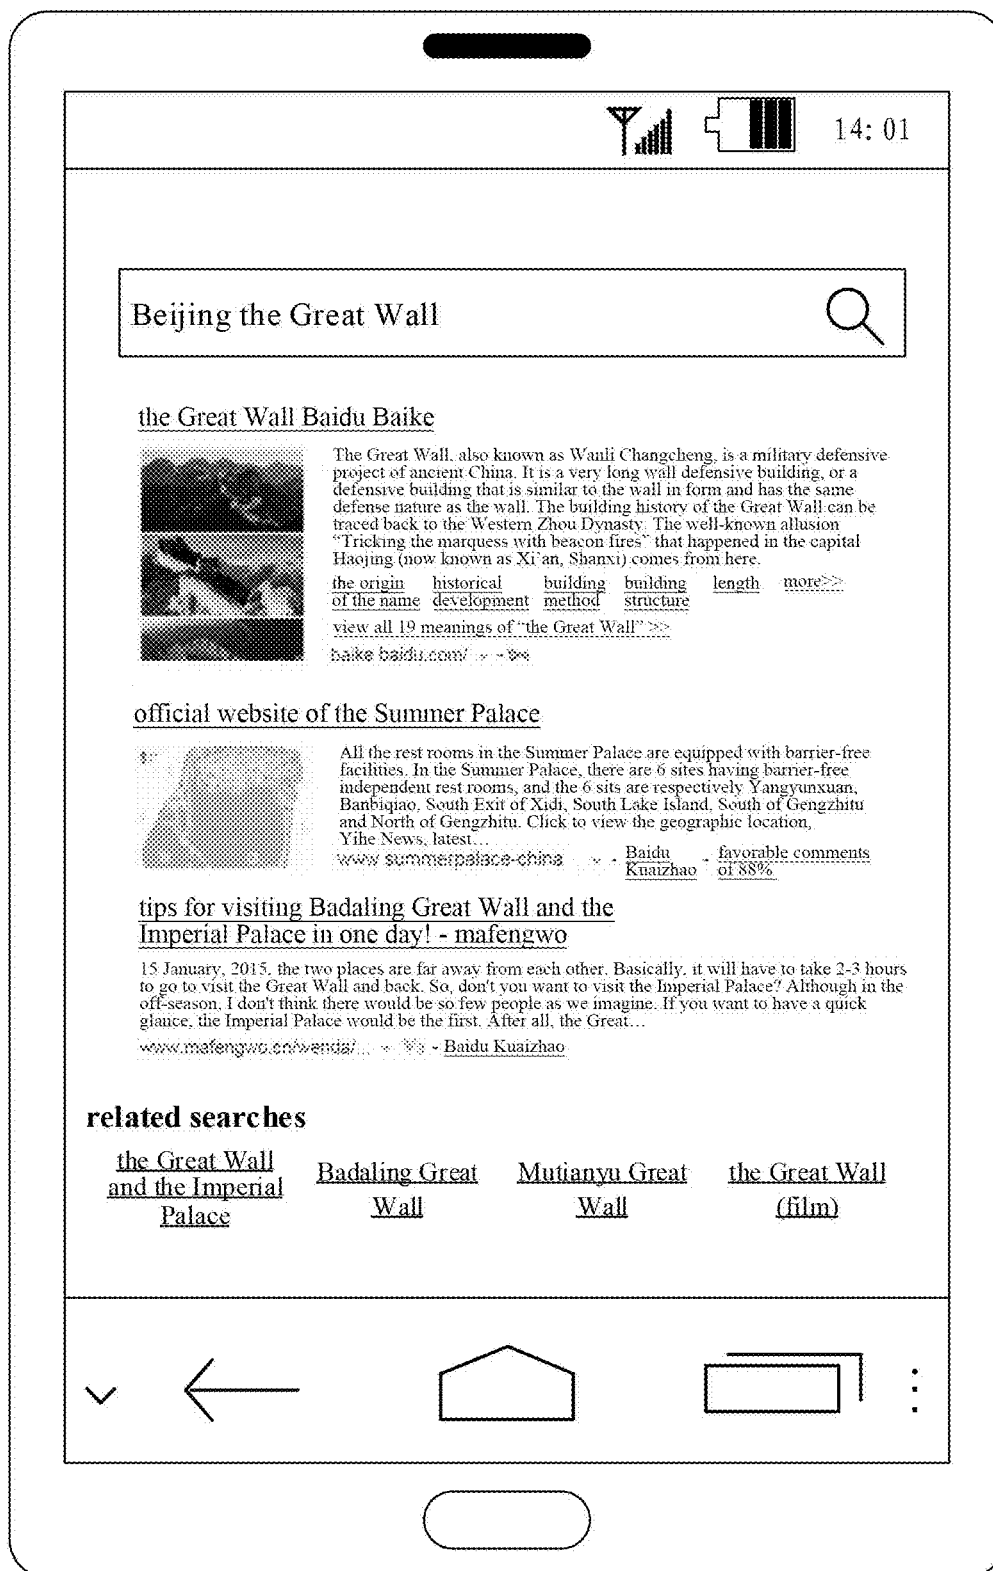 14: 01
Beijing the Great Wall
the Great Wall Baidu Baike
The Great Wall, also known as Wanli Changcheng, is a military defensive
project of ancient China. It is a very long wall defensive building, or a
defensive building that is similar to the wall in form and has the same
defense nature as the wall. The building history of the Great Wall can be
traced back to the Western Zhou Dynasty. The well-known allusion
“Tricking the marquess with beacon fires” that happened in the capital
Haojing (now known as Xi’an, Shanxi) comes from here.
the origin historical building building length more>>
of the name development method structure
view all 19 meanings of “the Great Wall” >>
baike baidu.com/
official website of the Summer Palace
All the rest rooms in the Summer Palace are equipped with barrier-free
facilities. In the Summer Palace, there are 6 sites having barrier-free
independent rest rooms, and the 6 sits are respectively Yangyunxuan,
Banbiqiao, South Exit of Xidi, South Lake Island, South of Gengzhitu
and North of Gengzhitu. Click to view the geographic location,
Yihe News, latest…
www summerpalace-china - Baidu - favorable comments
Kuaizhao of 88%
tips for visiting Badaling Great Wall and the
Imperial Palace in one day! - mafengwo
15 January, 2015, the two places are far away from each other. Basically, it will have to take 2-3 hours
to go to visit the Great Wall and back. So, don't you want to visit the Imperial Palace? Although in the
off-season, I don't think there would be so few people as we imagine. If you want to have a quick
glance, the Imperial Palace would be the first. After all, the Great…
www.mafengwo.cn/wenda/... - Baidu Kuaizhao
related searches
the Great Wall
and the Imperial
Palace
Badaling Great
Wall
Mutianyu Great
Wall
the Great Wall
(film)